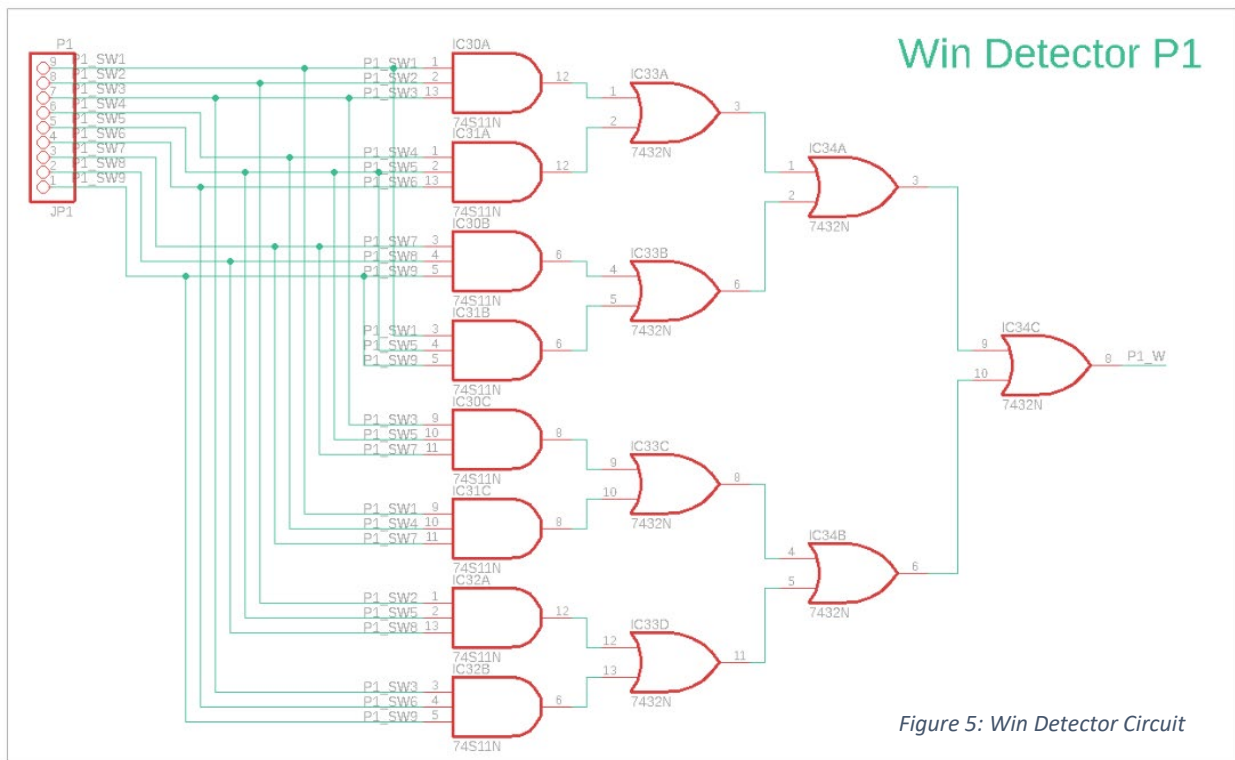 Win Detector P1
P1
9 P1_SW1
8 P1_SW2
7 P1_SW3
6 P1_SW4
5 P1_SW5
4 P1_SW6
3 P1_SW7
2 P1_SW8
1 P1_SW9
JP1
IC30A
P1_SW1 1
P1_SW2 2 12
P1_SW3 13
IC31A
P1_SW4 1
P1_SW5 2 12
P1_SW6 13
74S11N
IC30B
P1_SW7 3
P1_SW8 4 6
P1_SW9 5
74S11N
IC31B
P1_SW1 3
P1_SW5 4 6
P1_SW9 5
74S11N
IC30C
P1_SW3 9
P1_SW5 10 8
P1_SW7 11
74S11N
IC31C
P1_SW1 9
P1_SW4 10 8
P1_SW7 11
74S11N
IC32A
P1_SW2 1
P1_SW5 2 12
P1_SW8 13
74S11N
IC32B
P1_SW3 3
P1_SW6 4 6
P1_SW9 5
74S11N
IC33A
1 3
2
7432N
IC33B
4 6
5
7432N
IC33C
9 8
10
7432N
IC33D
12 11
13
7432N
IC34A
1 3
2
7432N
IC34B
4 6
5
7432N
IC34C
9 8 P1_W
10
7432N
Figure 5: Win Detector Circuit